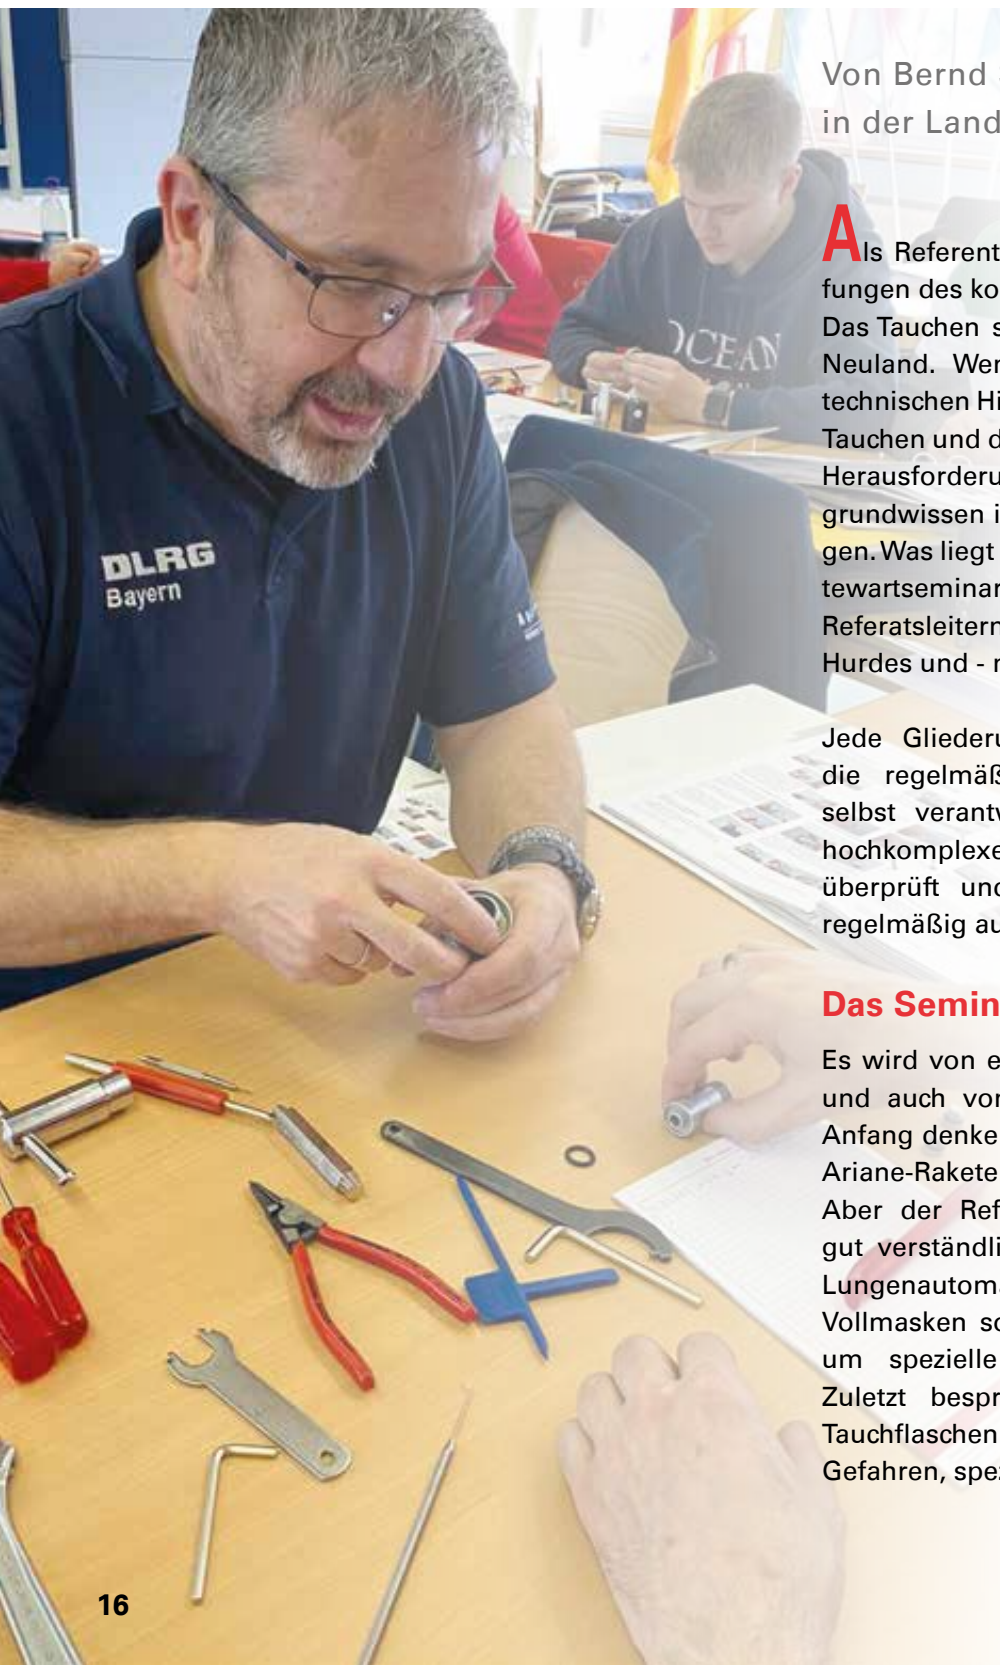 Von Bernd
in der Land
Als Referent
fungen des ko
Das Tauchen s
Neuland. Wer
technischen Hi
Tauchen und d
Herausforderu
grundwissen i
gen. Was liegt
tewartseminar
Referatsleitern
Hurdes und - r
Jede Gliederu
die regelmäß
selbst verantw
hochkomplexe
überprüft und
regelmäßig au
Das Semin
Es wird von e
und auch vor
Anfang denke
Ariane-Rakete
Aber der Ref
gut verständli
Lungenautoma
Vollmasken so
um spezielle
Zuletzt bespr
Tauchflaschen
Gefahren, spez
OCEAN
DLRG
Bayern
16